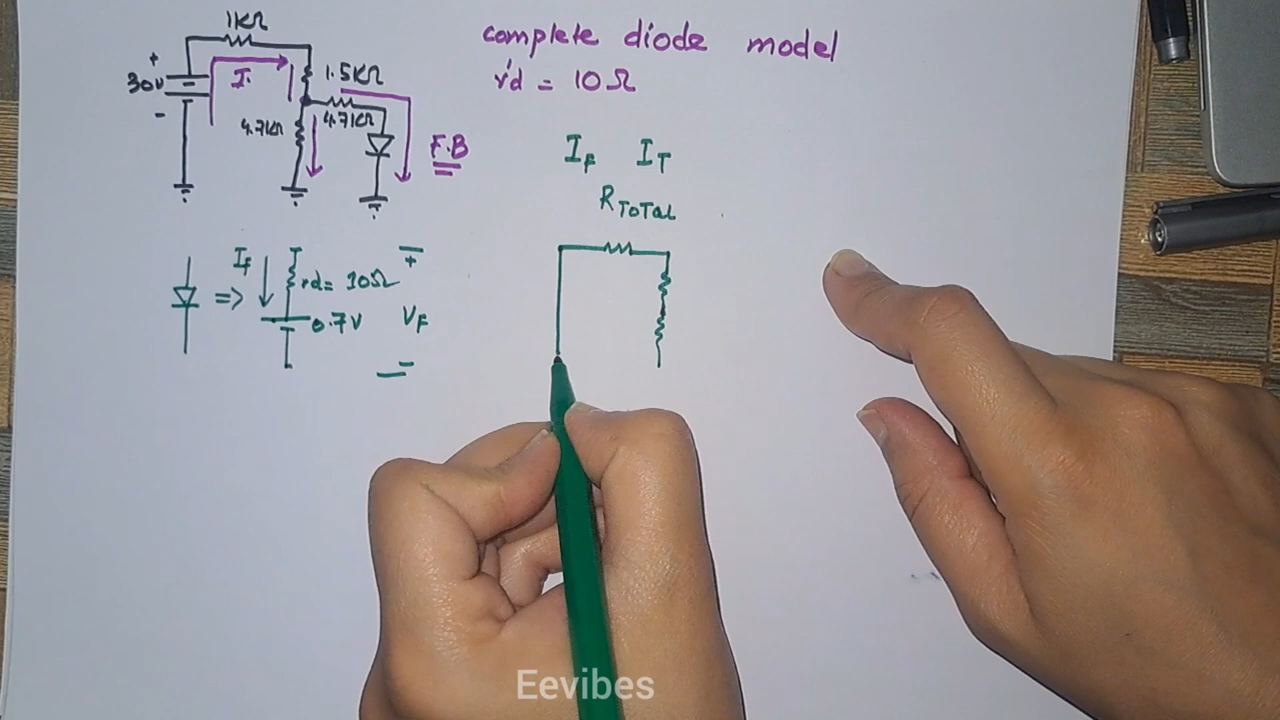 1KΩ
complete diode model
r'd = 10Ω
+
30V
I
1.5KΩ
4.7KΩ
4.7KΩ
-
F.B
IF IT
RTOTAL
IF
rd= 10Ω
+
=>
0.7V
VF
-
Eevibes